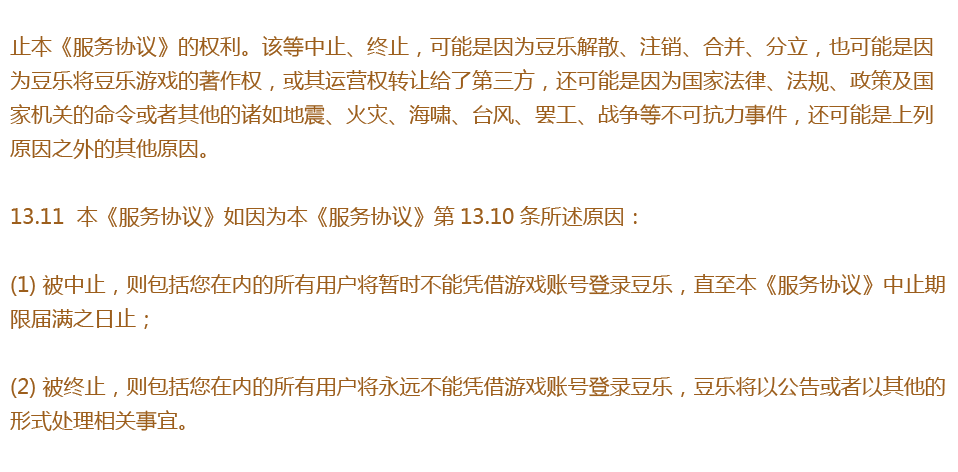 止本《服务协议》的权利。该等中止、终止，可能是因为豆乐解散、注销、合并、分立，也可能是因
为豆乐将豆乐游戏的著作权，或其运营权转让给了第三方，还可能是因为国家法律、法规、政策及国
家机关的命令或者其他的诸如地震、火灾、海啸、台风、罢工、战争等不可抗力事件，还可能是上列
原因之外的其他原因。
13.11 本《服务协议》如因为本《服务协议》第 13.10 条所述原因：
(1) 被中止，则包括您在内的所有用户将暂时不能凭借游戏账号登录豆乐，直至本《服务协议》中止期
限届满之日止；
(2) 被终止，则包括您在内的所有用户将永远不能凭借游戏账号登录豆乐，豆乐将以公告或者以其他的
形式处理相关事宜。